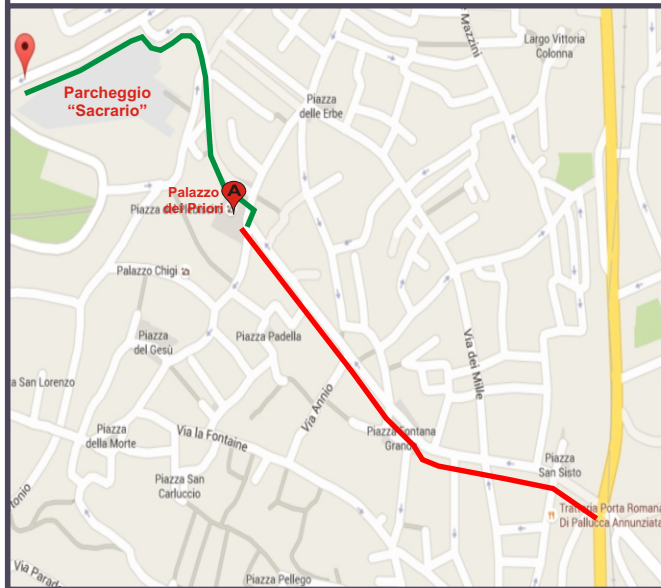 e Mazzini
Largo Vittoria
Colonna
Parcheggio
“Sacrario”
Piazza
delle Erbe
Palazzo
dei Priori
A
Piazza
Palazzo Chigi
Piazza
del Gesù
Piazza Padella
Via dei Mille
a San Lorenzo
Via Annio
Piazza
della Morte
Via la Fontaine
Piazza Fontana
Grande
Piazza San
Carluccio
Piazza
San Sisto
onio
Trattoria Porta Romana
Di Pallucca Annunziata
Via Parad
Piazza Pellego